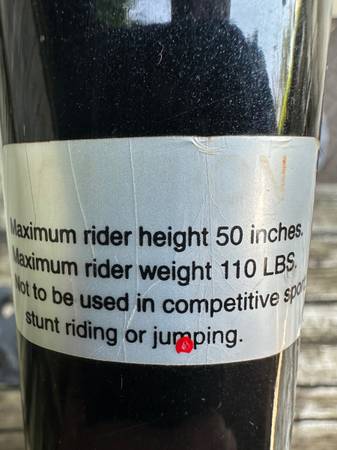 Maximum rider height 50 inches.
Maximum rider weight 110 LBS.
Not to be used in competitive
stunt riding or jumping.